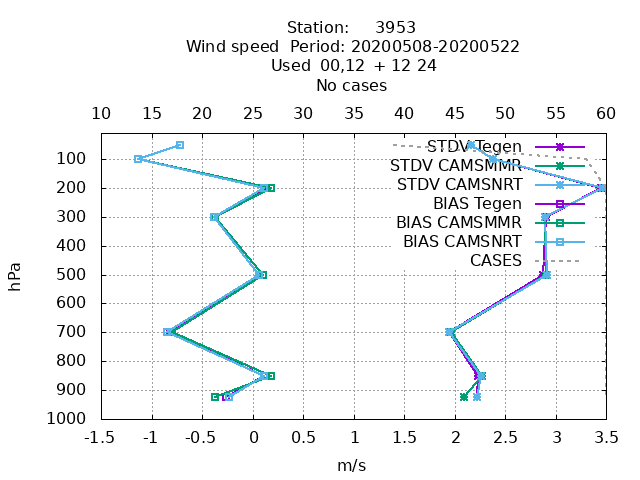 Station: 3953
Wind speed Period: 20200508-20200522
Used 00,12 + 12 24
No cases
10 15 20 25 30 35 40 45 50 55 60
STDV Tegen
100 STDV CAMSMMR
200 STDV CAMSNRT
BIAS Tegen
300 BIAS CAMSMMR
400 BIAS CAMSNRT
CASES
500
600
700
800
900
1000
hPa
-1.5 -1 -0.5 0 0.5 1 1.5 2 2.5 3 3.5
m/s